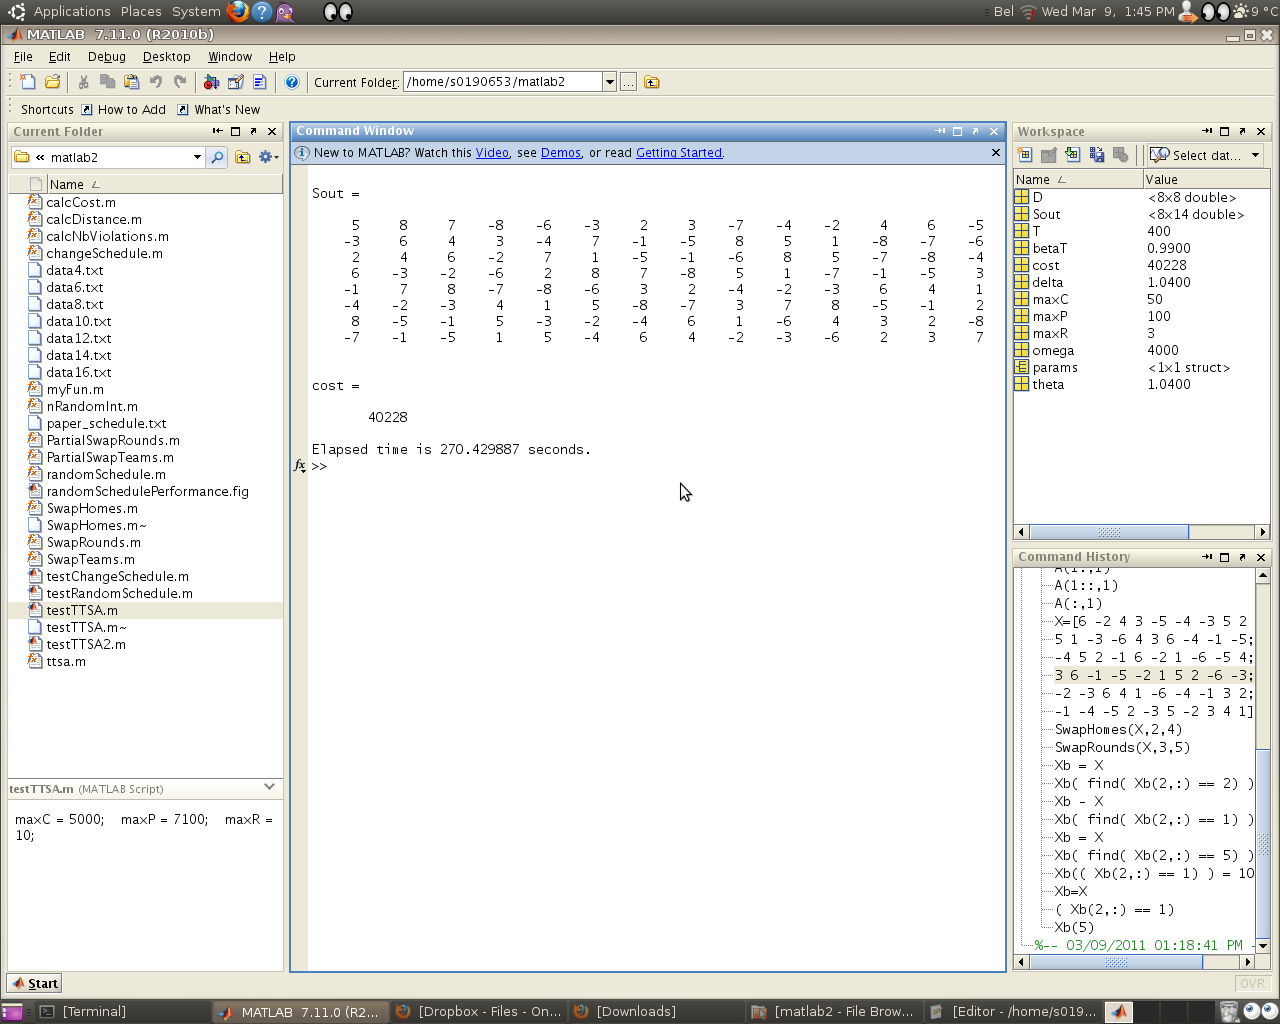 Applications Places System
Bel Wed Mar 9, 1:45 PM 9 °C
MATLAB 7.11.0 (R2010b)
File Edit Debug Desktop Window Help
Current Folder: /home/s0190653/matlab2 ...
Shortcuts How to Add What's New
Current Folder
« matlab2
Name
calcCost.m
calcDistance.m
calcNbViolations.m
changeSchedule.m
data4.txt
data6.txt
data8.txt
data10.txt
data12.txt
data14.txt
data16.txt
myFun.m
nRandomInt.m
paper_schedule.txt
PartialSwapRounds.m
PartialSwapTeams.m
randomSchedule.m
randomSchedulePerformance.fig
SwapHomes.m
SwapHomes.m~
SwapRounds.m
SwapTeams.m
testChangeSchedule.m
testRandomSchedule.m
testTTSA.m
testTTSA.m~
testTTSA2.m
ttsa.m
testTTSA.m (MATLAB Script)
maxC = 5000; maxP = 7100; maxR =
10;
Command Window
New to MATLAB? Watch this Video, see Demos, or read Getting Started.
Sout =
5 8 7 -8 -6 -3 2 3 -7 -4 -2 4 6 -5
-3 6 4 3 -4 7 -1 -5 8 5 1 -8 -7 -6
2 4 6 -2 7 1 -5 -1 -6 8 5 -7 -8 -4
6 -3 -2 -6 2 8 7 -8 5 1 -7 -1 -5 3
-1 7 8 -7 -8 -6 3 2 -4 -2 -3 6 4 1
-4 -2 -3 4 1 5 -8 -7 3 7 8 -5 -1 2
8 -5 -1 5 -3 -2 -4 6 1 -6 4 3 2 -8
-7 -1 -5 1 5 -4 6 4 -2 -3 -6 2 3 7
cost =
40228
Elapsed time is 270.429887 seconds.
fx >>
Workspace
Select dat...
Name Value
D <8x8 double>
Sout <8x14 double>
T 400
betaT 0.9900
cost 40228
delta 1.0400
maxC 50
maxP 100
maxR 3
omega 4000
params <1x1 struct>
theta 1.0400
Command History
A(1:,1)
A(1::,1)
A(:,1)
X=[6 -2 4 3 -5 -4 -3 5 2
5 1 -3 -6 4 3 6 -4 -1 -5;
-4 5 2 -1 6 -2 1 -6 -5 4;
3 6 -1 -5 -2 1 5 2 -6 -3;
-2 -3 6 4 1 -6 -4 -1 3 2;
-1 -4 -5 2 -3 5 -2 3 4 1]
SwapHomes(X,2,4)
SwapRounds(X,3,5)
Xb = X
Xb( find( Xb(2,:) == 2) )
Xb - X
Xb( find( Xb(2,:) == 1) )
Xb = X
Xb( find( Xb(2,:) == 5) )
Xb(( Xb(2,:) == 1) ) = 10
Xb=X
( Xb(2,:) == 1)
Xb(5)
%-- 03/09/2011 01:18:41 PM -
Start
OVR
[Terminal]
MATLAB 7.11.0 (R2...
[Dropbox - Files - On...
[Downloads]
[matlab2 - File Brow...
[Editor - /home/s019...